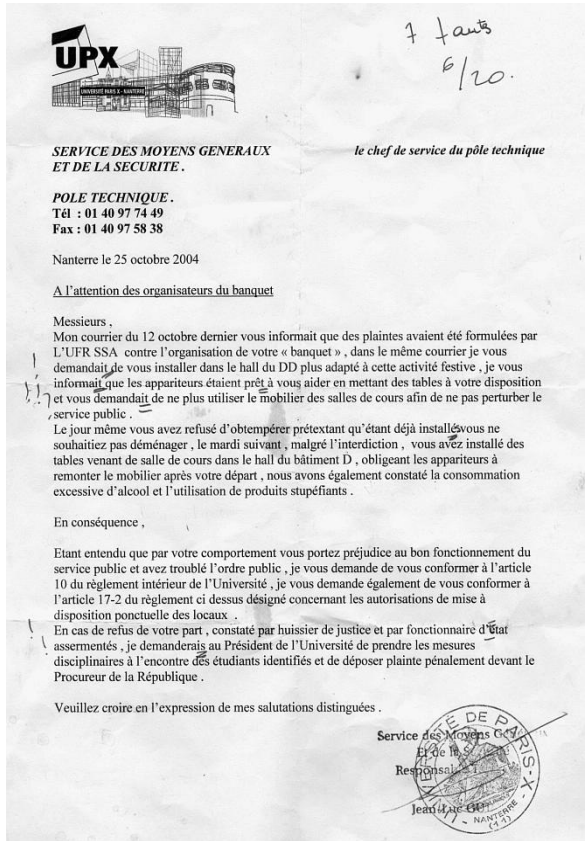 7 fauts
6/20.
UPX
UNIVERSITÉ PARIS X - NANTERRE
SERVICE DES MOYENS GENERAUX
ET DE LA SECURITE .
le chef de service du pôle technique
POLE TECHNIQUE .
Tél : 01 40 97 74 49
Fax : 01 40 97 58 38
Nanterre le 25 octobre 2004
A l'attention des organisateurs du banquet
Messieurs ,
Mon courrier du 12 octobre dernier vous informait que des plaintes avaient été formulées par
L'UFR SSA contre l'organisation de votre « banquet » , dans le même courrier je vous
! demandait de vous installer dans le hall du DD plus adapté à cette activité festive , je vous
!! informait que les appariteurs étaient prêt à vous aider en mettant des tables à votre disposition
? et vous demandait de ne plus utiliser le mobilier des salles de cours afin de ne pas perturber le
service public .
Le jour même vous avez refusé d'obtempérer prétextant qu'étant déjà installés vous ne
souhaitiez pas déménager , le mardi suivant , malgré l'interdiction , vous avez installé des
tables venant de salle de cours dans le hall du bâtiment D , obligeant les appariteurs à
remonter le mobilier après votre départ , nous avons également constaté la consommation
excessive d'alcool et l'utilisation de produits stupéfiants .
En conséquence ,
Etant entendu que par votre comportement vous portez préjudice au bon fonctionnement du
service public et avez troublé l'ordre public , je vous demande de vous conformer à l'article
10 du règlement intérieur de l'Université , je vous demande également de vous conformer à
l'article 17-2 du règlement ci dessus désigné concernant les autorisations de mise à
disposition ponctuelle des locaux .
En cas de refus de votre part , constaté par huissier de justice et par fonctionnaire d'état
! assermentés , je demanderais au Président de l'Université de prendre les mesures
disciplinaires à l'encontre des étudiants identifiés et de déposer plainte pénalement devant le
Procureur de la République .
Veuillez croire en l'expression de mes salutations distinguées .
Service des Moyens
Et de la
Responsable
Jean-Luc
UNIVERSITÉ DE PARIS-X - NANTERRE